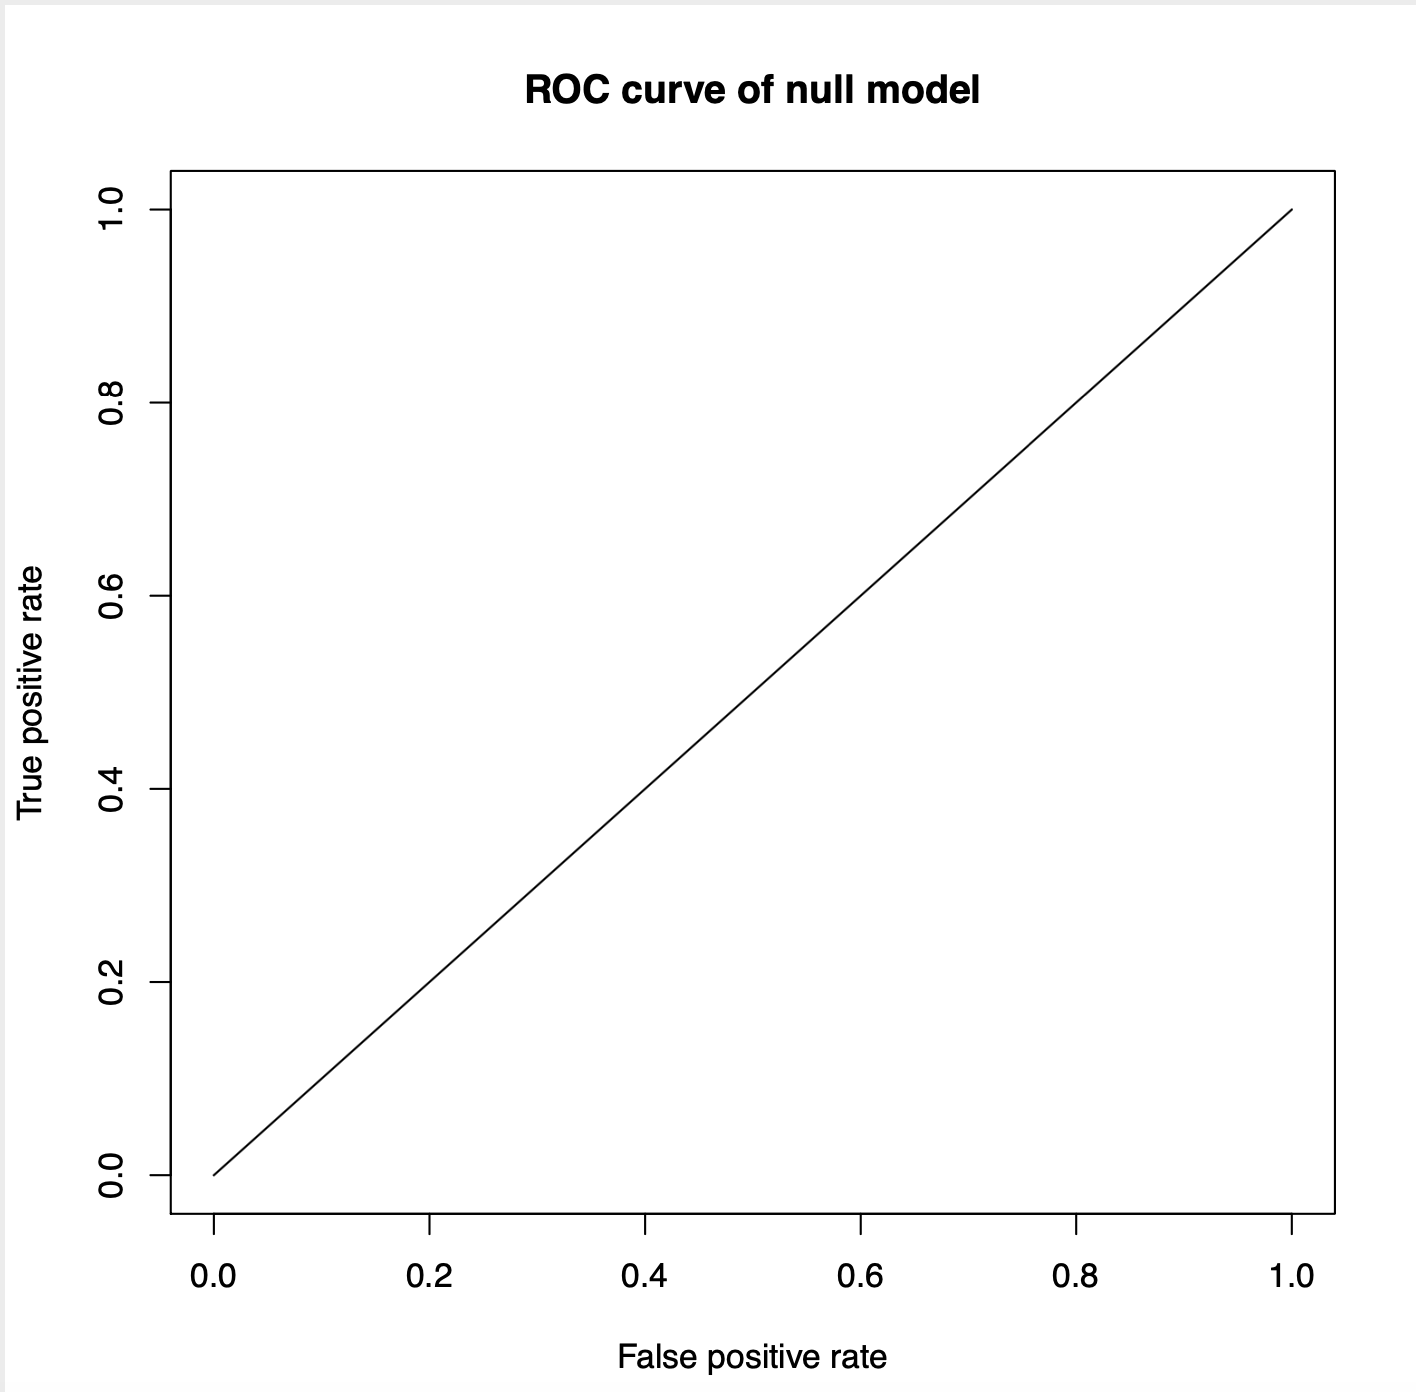 ROC curve of null model
True positive rate
1.0
0.8
0.6
0.4
0.2
0.0
0.0 0.2 0.4 0.6 0.8 1.0
False positive rate